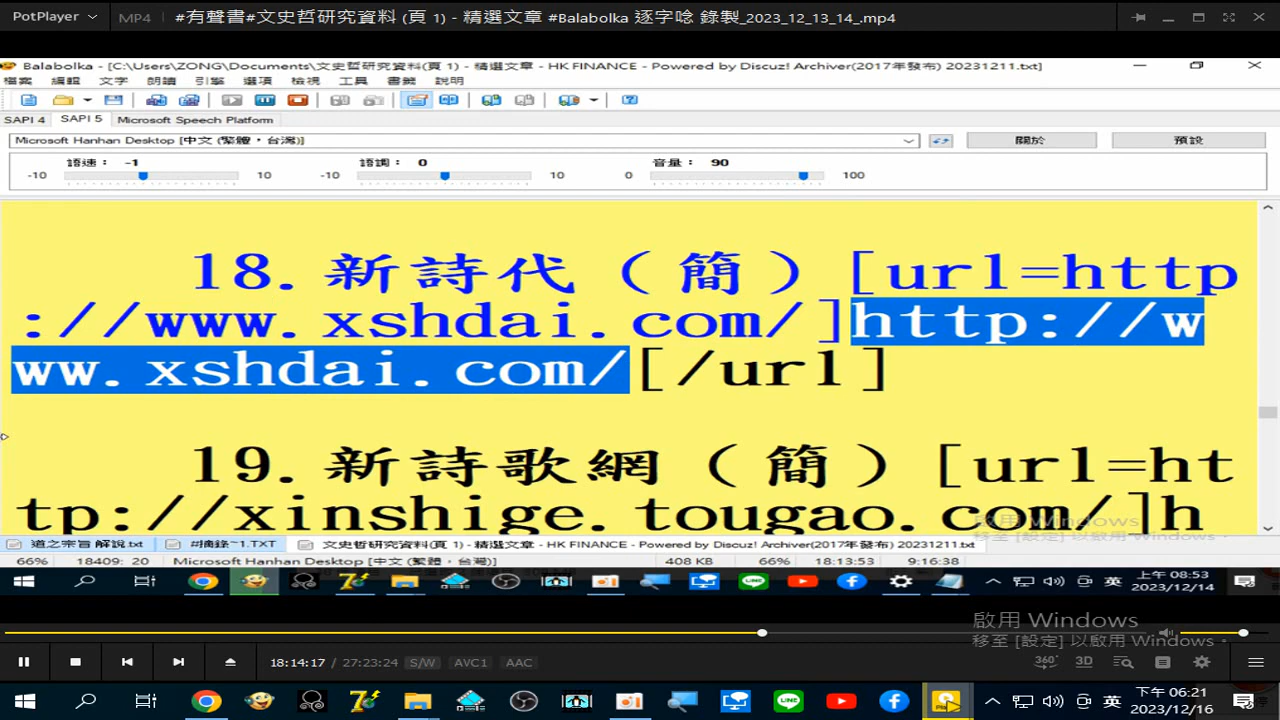 PotPlayer
MP4
#有聲書#文史哲研究資料 (頁 1) - 精選文章 #Balabolka 逐字唸 錄製_2023_12_13_14_.mp4
Balabolka - [C:\Users\ZONG\Documents\文史哲研究資料(頁 1) - 精選文章 - HK FINANCE - Powered by Discuz! Archiver(2017年發布) 20231211.txt]
檔案 編輯 文字 朗讀 引擎 選項 檢視 工具 書籤 說明
SAPI 4 SAPI 5 Microsoft Speech Platform
Microsoft Hanhan Desktop [中文 (繁體，台灣)]
關於 預設
語速： -1 語調： 0 音量： 90
-10 10 -10 10 0 100
18. 新詩代（簡）[url=http
://www.xshdai.com/]http://w
ww.xshdai.com/[/url]
19. 新詩歌網（簡）[url=ht
tp://xinshige.tougao.com/]h
啟用 Windows
移至 [設定] 以啟用 Windows。
道之宗旨 解說.txt #摘錄~1.TXT 文史哲研究資料(頁 1) - 精選文章 - HK FINANCE - Powered by Discuz! Archiver(2017年發布) 20231211.txt
66% 18409: 20 Microsoft Hanhan Desktop [中文 (繁體，台灣)] 408 KB 66% 18:13:53 9:16:38
英 上午 08:53
2023/12/14
啟用 Windows
移至 [設定] 以啟用 Windows。
18:14:17 / 27:23:24 S/W AVC1 AAC
360° 3D
英 下午 06:21
2023/12/16